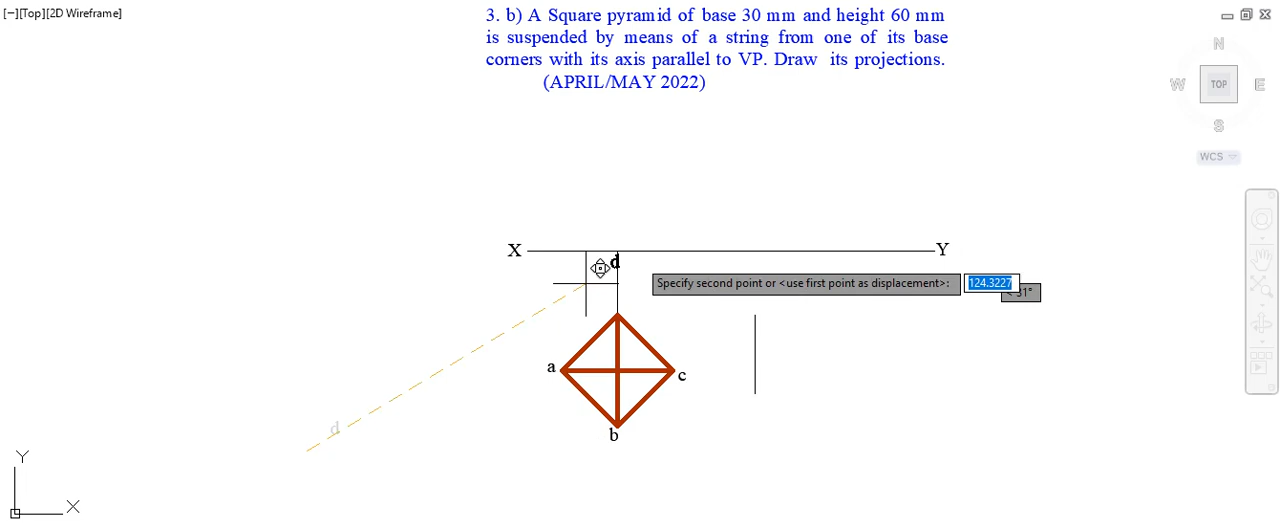 [−][Top][2D Wireframe]
3. b) A Square pyramid of base 30 mm and height 60 mm
is suspended by means of a string from one of its base
corners with its axis parallel to VP. Draw its projections.
(APRIL/MAY 2022)
N
W TOP E
S
WCS
X Y
d
Specify second point or <use first point as displacement>: 124.3227
< 31°
a c
d
b
Y
X